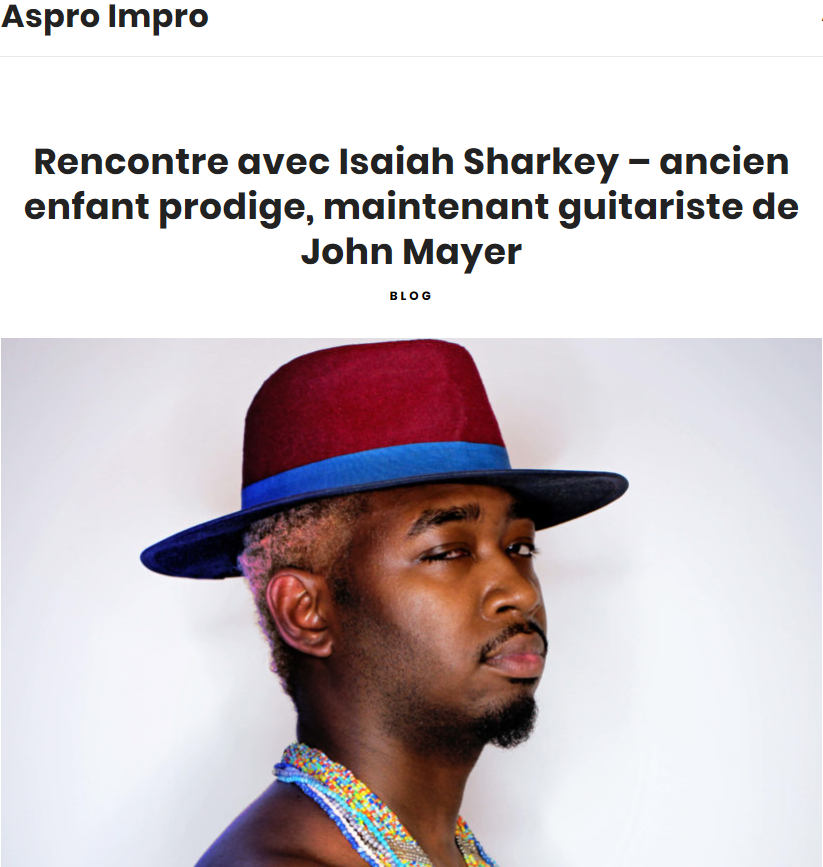 Aspro Impro
Rencontre avec Isaiah Sharkey – ancien
enfant prodige, maintenant guitariste de
John Mayer
BLOG